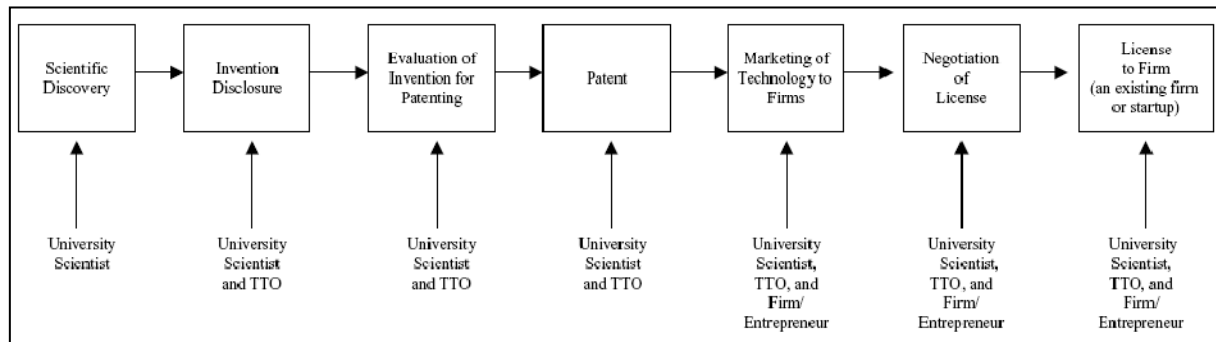 Scientific
Discovery
Invention
Disclosure
Evaluation of
Invention for
Patenting
Patent
Marketing of
Technology to
Firms
Negotiation
of
License
License
to Firm
(an existing firm
or startup)
University
Scientist
University
Scientist
and TTO
University
Scientist
and TTO
University
Scientist
and TTO
University
Scientist,
TTO, and
Firm/
Entrepreneur
University
Scientist,
TTO, and
Firm/
Entrepreneur
University
Scientist,
TTO, and
Firm/
Entrepreneur